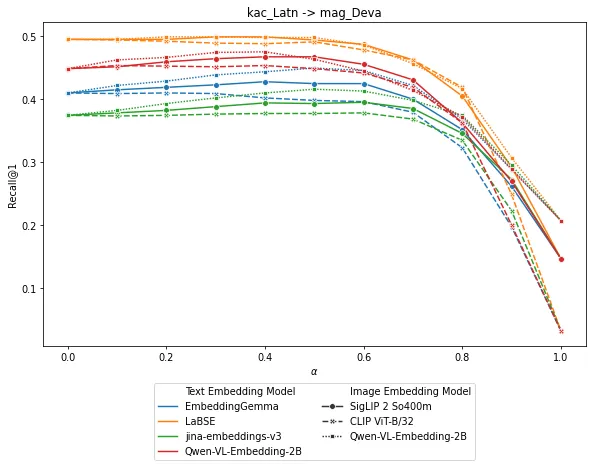 kac_Latn -> mag_Deva
Recall@1
0.5
0.4
0.3
0.2
0.1
0.0 0.2 0.4 0.6 0.8 1.0
α
Text Embedding Model
EmbeddingGemma
LaBSE
jina-embeddings-v3
Qwen-VL-Embedding-2B
Image Embedding Model
SigLIP 2 So400m
CLIP ViT-B/32
Qwen-VL-Embedding-2B